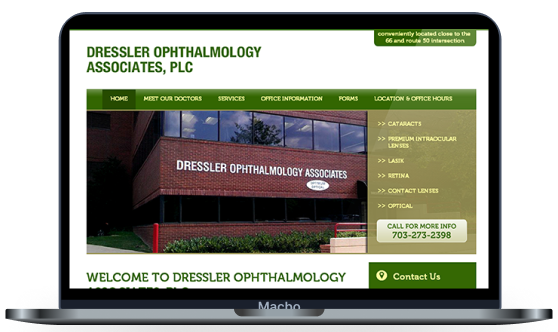 conveniently located close to the
66 and route 50 intersection.
DRESSLER OPHTHALMOLOGY
ASSOCIATES, PLC
HOME MEET OUR DOCTORS SERVICES OFFICE INFORMATION FORMS LOCATION & OFFICE HOURS
DRESSLER OPHTHALMOLOGY ASSOCIATES
>> CATARACTS
>> PREMIUM INTRAOCULAR
LENSES
>> LASIK
>> RETINA
>> CONTACT LENSES
>> OPTICAL
CALL FOR MORE INFO
703-273-2398
WELCOME TO DRESSLER OPHTHALMOLOGY
ASSOCIATES, PLC
Contact Us